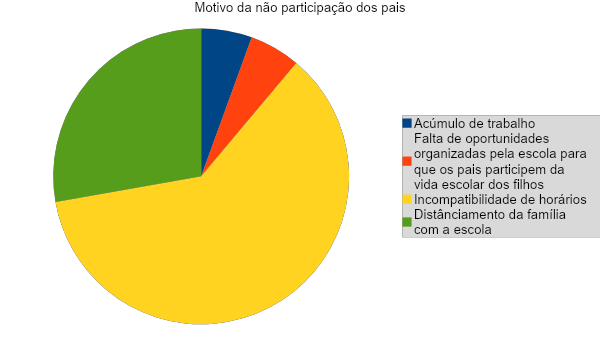 Motivo da não participação dos pais
Acúmulo de trabalho
Falta de oportunidades
organizadas pela escola para
que os pais participem da
vida escolar dos filhos
Incompatibilidade de horários
Distânciamento da família
com a escola